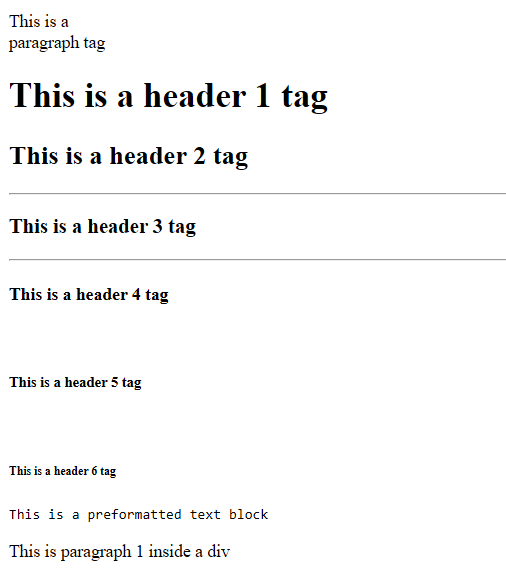 This is a
paragraph tag
This is a header 1 tag
This is a header 2 tag
This is a header 3 tag
This is a header 4 tag
This is a header 5 tag
This is a header 6 tag
This is a preformatted text block
This is paragraph 1 inside a div